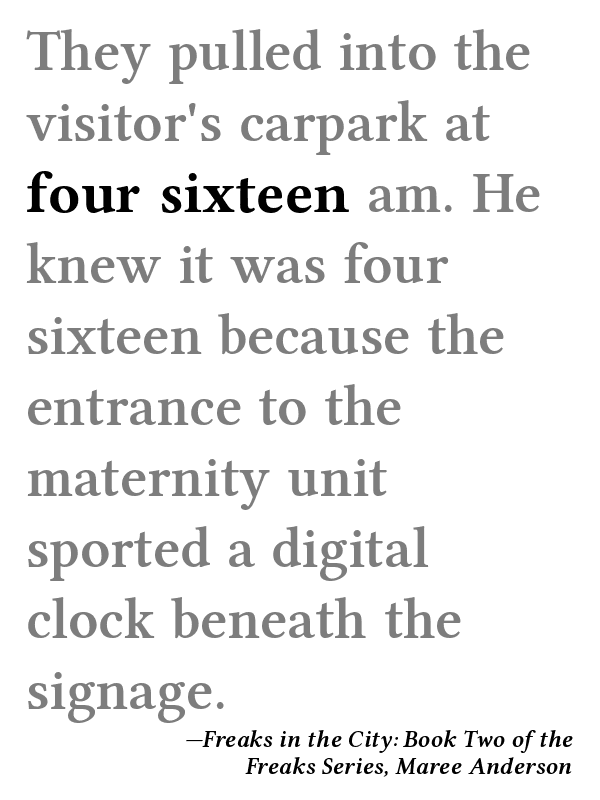 They pulled into the
visitor's carpark at
four sixteen am. He
knew it was four
sixteen because the
entrance to the
maternity unit
sported a digital
clock beneath the
signage.
—Freaks in the City: Book Two of the
Freaks Series, Maree Anderson